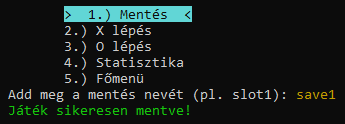 >  1.) Mentés  <
2.) X lépés
3.) O lépés
4.) Statisztika
5.) Főmenü
Add meg a mentés nevét (pl. slot1): save1
Játék sikeresen mentve!